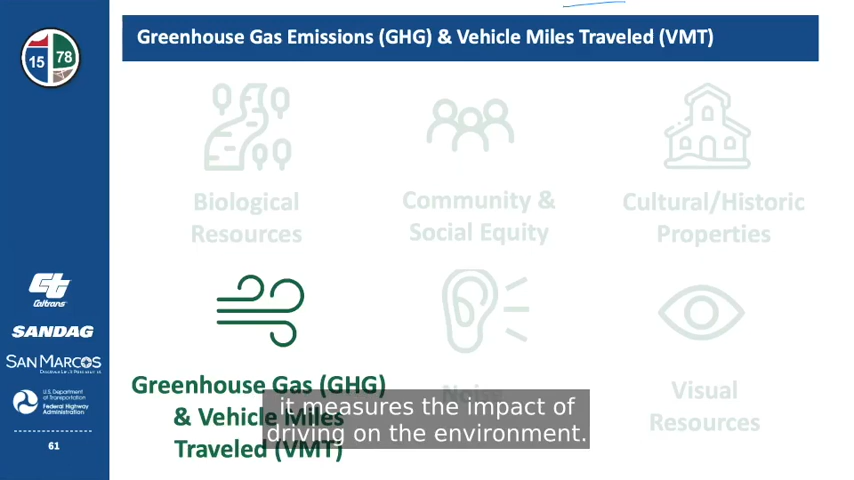 Greenhouse Gas Emissions (GHG) & Vehicle Miles Traveled (VMT)
15
78
Biological
Resources
Community &
Social Equity
Cultural/Historic
Properties
Greenhouse Gas (GHG)
& Vehicle Miles
Traveled (VMT)
Noise
Visual
Resources
it measures the impact of
driving on the environment.
Caltrans
SANDAG
SAN MARCOS
U.S. Department
of Transportation
Federal Highway
Administration
61